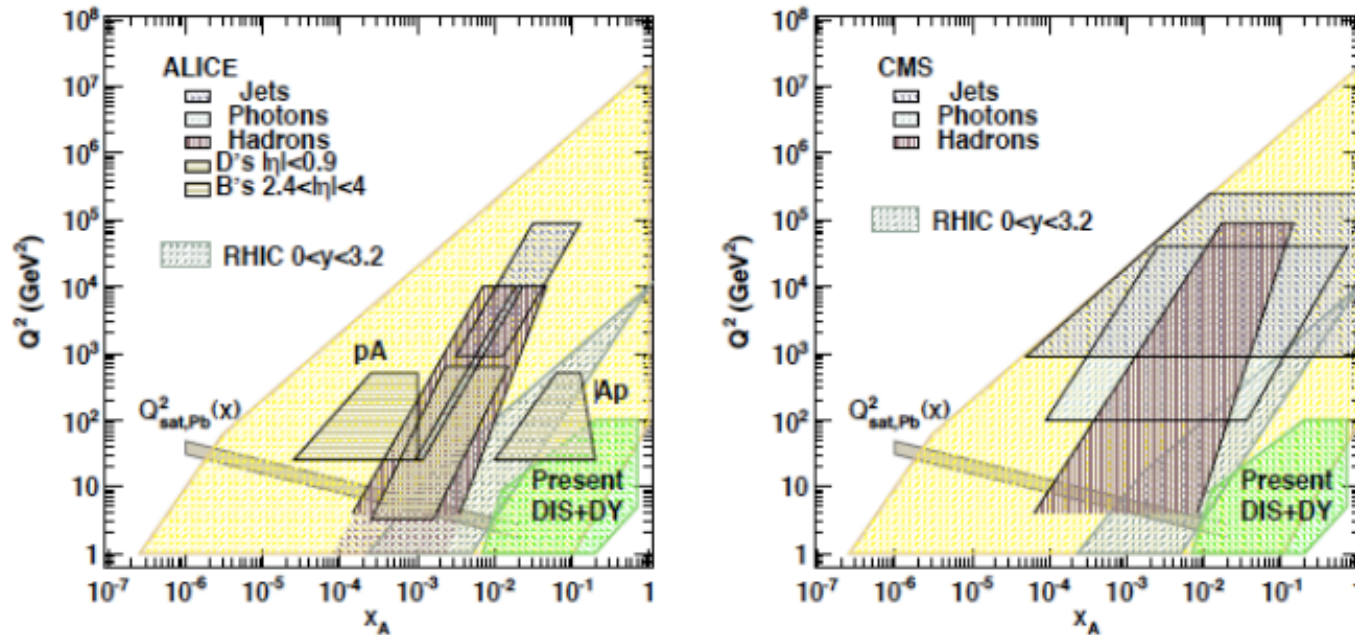 10⁸
10⁷
10⁶
10⁵
10⁴
10³
10²
10
1
Q² (GeV²)
ALICE
Jets
Photons
Hadrons
D's |η|<0.9
B's 2.4<|η|<4
RHIC 0<y<3.2
pA
Ap
Q²sat,Pb(x)
Present
DIS+DY
10⁻⁷ 10⁻⁶ 10⁻⁵ 10⁻⁴ 10⁻³ 10⁻² 10⁻¹ 1
xA
10⁸
10⁷
10⁶
10⁵
10⁴
10³
10²
10
1
Q² (GeV²)
CMS
Jets
Photons
Hadrons
RHIC 0<y<3.2
Q²sat,Pb(x)
Present
DIS+DY
10⁻⁷ 10⁻⁶ 10⁻⁵ 10⁻⁴ 10⁻³ 10⁻² 10⁻¹ 1
xA